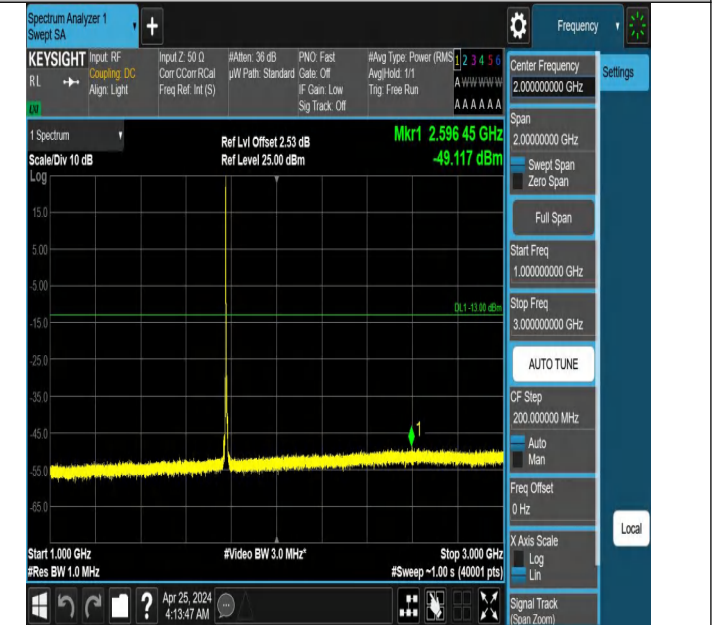 Spectrum Analyzer 1
Swept SA
+
Frequency
KEYSIGHT
RL
Input: RF
Coupling: DC
Align: Light
Input Z: 50 Ω
Corr CCorr RCal
Freq Ref: Int (S)
#Atten: 36 dB
µW Path: Standard
PNO: Fast
Gate: Off
IF Gain: Low
Sig Track: Off
#Avg Type: Power (RMS
Avg|Hold: 1/1
Trig: Free Run
1 2 3 4 5 6
A W W W W W
A A A A A A
LXI
1 Spectrum
Scale/Div 10 dB
Log
Ref Lvl Offset 2.53 dB
Ref Level 25.00 dBm
Mkr1 2.596 45 GHz
-49.117 dBm
15.0
5.00
-5.00
-15.0
-25.0
-35.0
-45.0
-55.0
-65.0
DL1 -13.00 dBm
1
Start 1.000 GHz
#Res BW 1.0 MHz
#Video BW 3.0 MHz*
Stop 3.000 GHz
#Sweep ~1.00 s (40001 pts)
Center Frequency
2.000000000 GHz
Settings
Span
2.00000000 GHz
Swept Span
Zero Span
Full Span
Start Freq
1.000000000 GHz
Stop Freq
3.000000000 GHz
AUTO TUNE
CF Step
200.000000 MHz
Auto
Man
Freq Offset
0 Hz
X Axis Scale
Log
Lin
Local
Signal Track
(Span Zoom)
?
Apr 25, 2024
4:13:47 AM